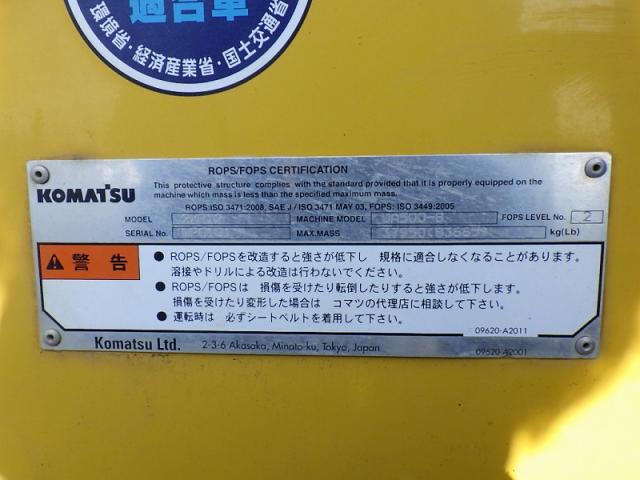 適合車
環境省・経済産業省・国土交通省
ROPS/FOPS CERTIFICATION
KOMATSU
This protective structure complies with the standard provided that it is properly equipped on the
machine which mass is less than the specified maximum mass.
ROPS:ISO 3471:2008, SAE J / ISO 3471 MAY 03, FOPS: ISO 3449:2005
MODEL MACHINE MODEL FOPS LEVEL No. 2
SERIAL No. MAX.MASS kg(Lb)
警告
● ROPS/FOPSを改造すると強さが低下し 規格に適合しなくなることがあります。
溶接やドリルによる改造は行わないでください。
● ROPS/FOPSは 損傷を受けたり転倒したりすると強さが低下します。
損傷を受けたり変形した場合は コマツの代理店に相談して下さい。
● 運転時は 必ずシートベルトを着用して下さい。
09620-A2011
Komatsu Ltd. 2-3-6 Akasaka, Minato-ku, Tokyo, Japan
09620-A2001